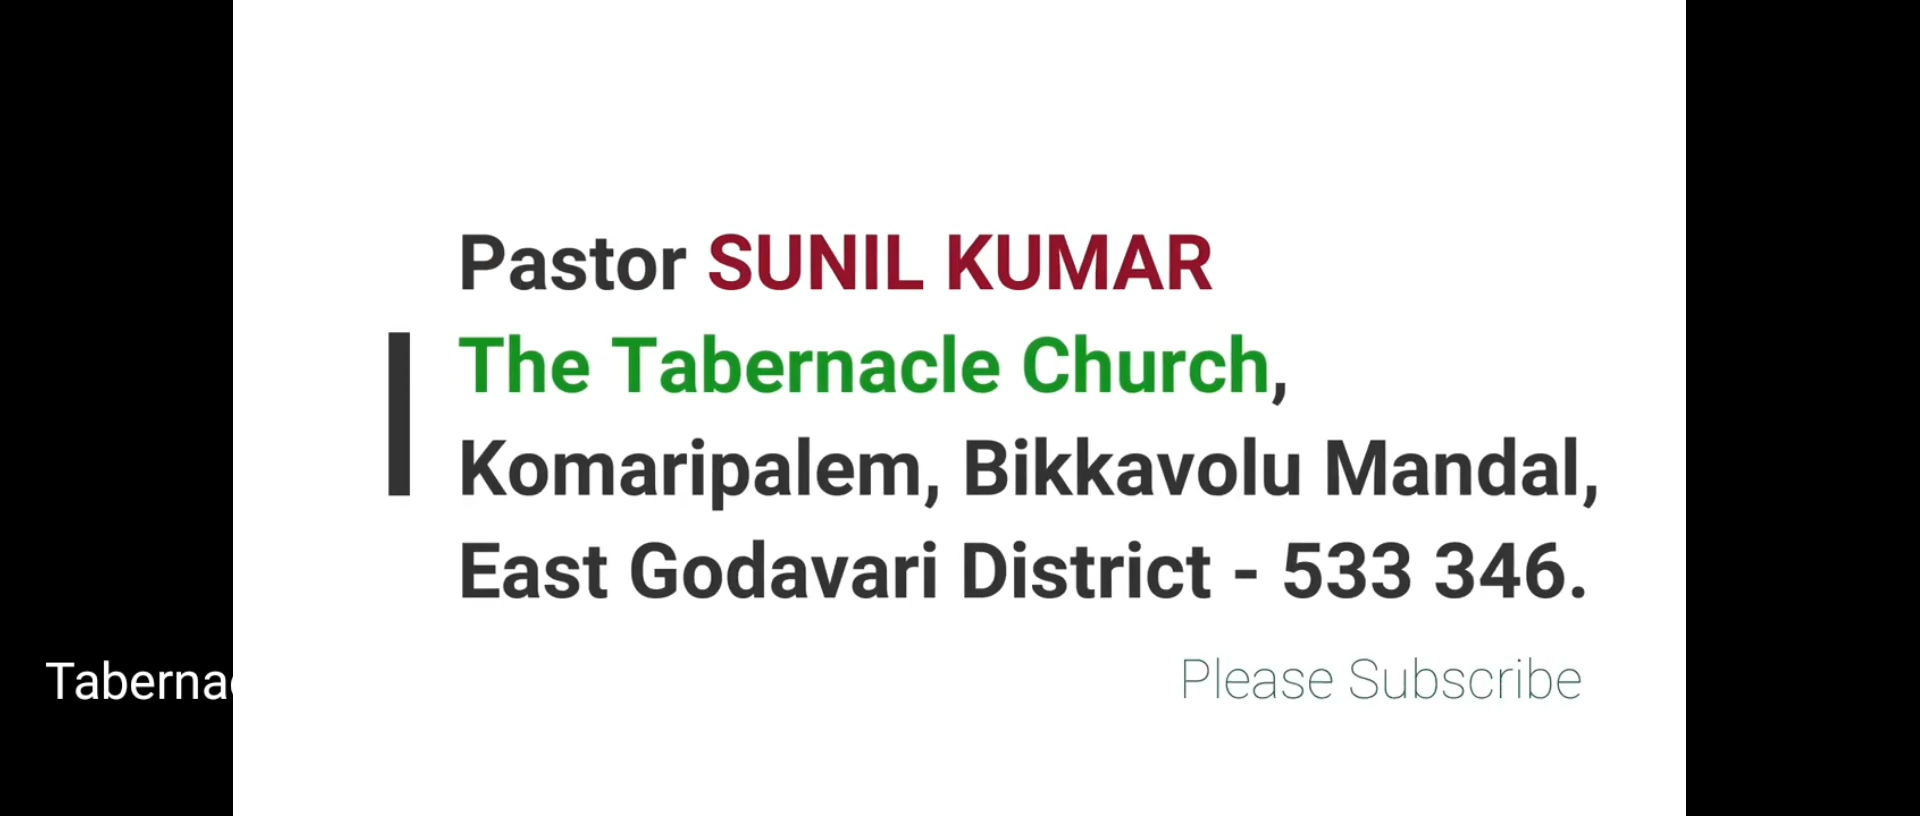 Pastor SUNIL KUMAR
The Tabernacle Church,
Komaripalem, Bikkavolu Mandal,
East Godavari District - 533 346.
Please Subscribe